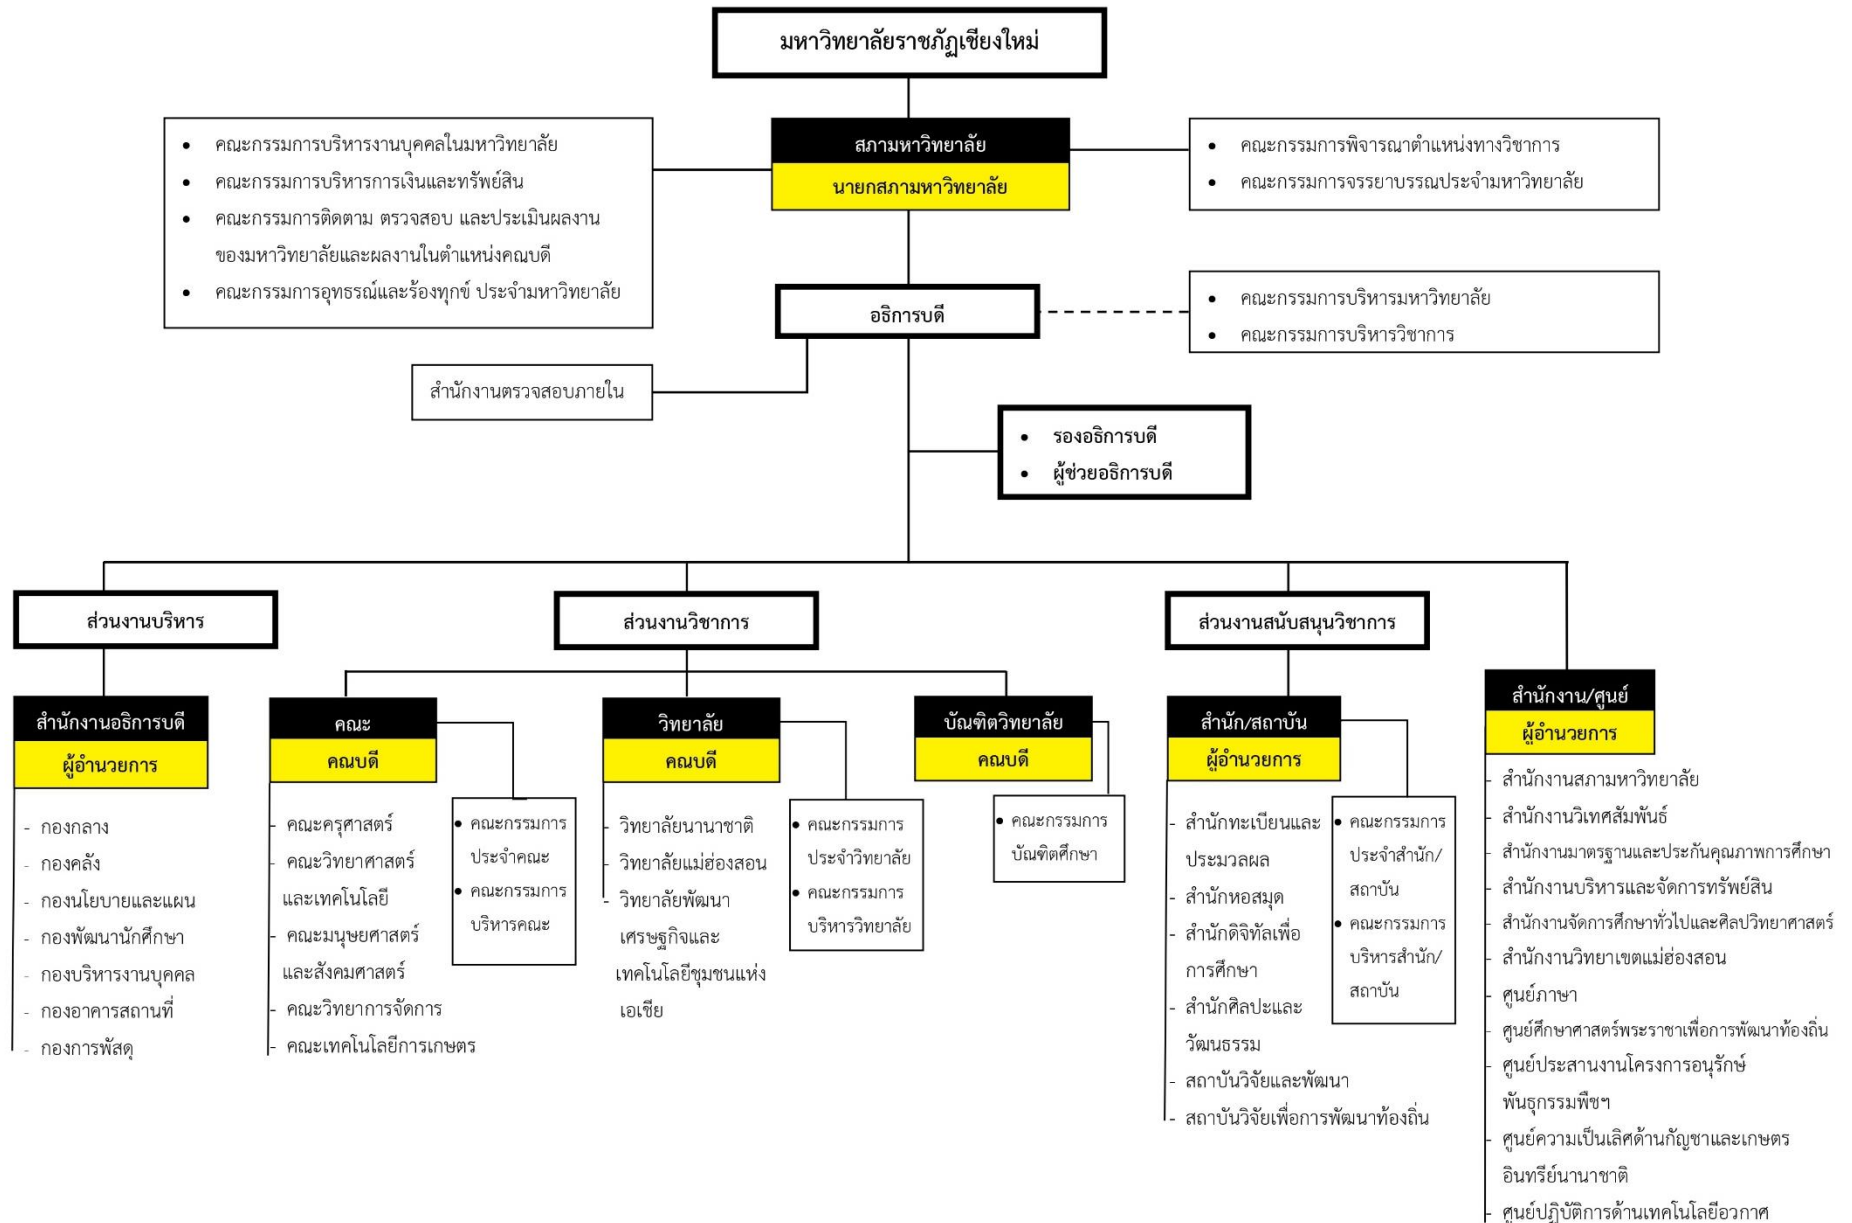 มหาวิทยาลัยราชภัฏเชียงใหม่
สภามหาวิทยาลัย
นายกสภามหาวิทยาลัย
• คณะกรรมการบริหารงานบุคคลในมหาวิทยาลัย
• คณะกรรมการบริหารการเงินและทรัพย์สิน
• คณะกรรมการติดตาม ตรวจสอบ และประเมินผลงาน
ของมหาวิทยาลัยและผลงานในตำแหน่งคณบดี
• คณะกรรมการอุทธรณ์และร้องทุกข์ ประจำมหาวิทยาลัย
• คณะกรรมการพิจารณาตำแหน่งทางวิชาการ
• คณะกรรมการจรรยาบรรณประจำมหาวิทยาลัย
อธิการบดี
• คณะกรรมการบริหารมหาวิทยาลัย
• คณะกรรมการบริหารวิชาการ
สำนักงานตรวจสอบภายใน
• รองอธิการบดี
• ผู้ช่วยอธิการบดี
ส่วนงานบริหาร
สำนักงานอธิการบดี
ผู้อำนวยการ
- กองกลาง
- กองคลัง
- กองนโยบายและแผน
- กองพัฒนานักศึกษา
- กองบริหารงานบุคคล
- กองอาคารสถานที่
- กองการพัสดุ
ส่วนงานวิชาการ
คณะ
คณบดี
- คณะครุศาสตร์
- คณะวิทยาศาสตร์
และเทคโนโลยี
- คณะมนุษยศาสตร์
และสังคมศาสตร์
- คณะวิทยาการจัดการ
- คณะเทคโนโลยีการเกษตร
• คณะกรรมการ
ประจำคณะ
• คณะกรรมการ
บริหารคณะ
วิทยาลัย
คณบดี
- วิทยาลัยนานาชาติ
- วิทยาลัยแม่ฮ่องสอน
- วิทยาลัยพัฒนา
เศรษฐกิจและ
เทคโนโลยีชุมชนแห่ง
เอเชีย
• คณะกรรมการ
ประจำวิทยาลัย
• คณะกรรมการ
บริหารวิทยาลัย
บัณฑิตวิทยาลัย
คณบดี
• คณะกรรมการ
บัณฑิตศึกษา
ส่วนงานสนับสนุนวิชาการ
สำนัก/สถาบัน
ผู้อำนวยการ
- สำนักทะเบียนและ
ประมวลผล
- สำนักหอสมุด
- สำนักดิจิทัลเพื่อ
การศึกษา
- สำนักศิลปะและ
วัฒนธรรม
- สถาบันวิจัยและพัฒนา
- สถาบันวิจัยเพื่อการพัฒนาท้องถิ่น
• คณะกรรมการ
ประจำสำนัก/
สถาบัน
• คณะกรรมการ
บริหารสำนัก/
สถาบัน
สำนักงาน/ศูนย์
ผู้อำนวยการ
- สำนักงานสภามหาวิทยาลัย
- สำนักงานวิเทศสัมพันธ์
- สำนักงานมาตรฐานและประกันคุณภาพการศึกษา
- สำนักงานบริหารและจัดการทรัพย์สิน
- สำนักงานจัดการศึกษาทั่วไปและศิลปวิทยาศาสตร์
- สำนักงานวิทยาเขตแม่ฮ่องสอน
- ศูนย์ภาษา
- ศูนย์ศึกษาศาสตร์พระราชาเพื่อการพัฒนาท้องถิ่น
- ศูนย์ประสานงานโครงการอนุรักษ์
พันธุกรรมพืชฯ
- ศูนย์ความเป็นเลิศด้านกัญชาและเกษตร
อินทรีย์นานาชาติ
- ศูนย์ปฏิบัติการด้านเทคโนโลยีอวกาศ